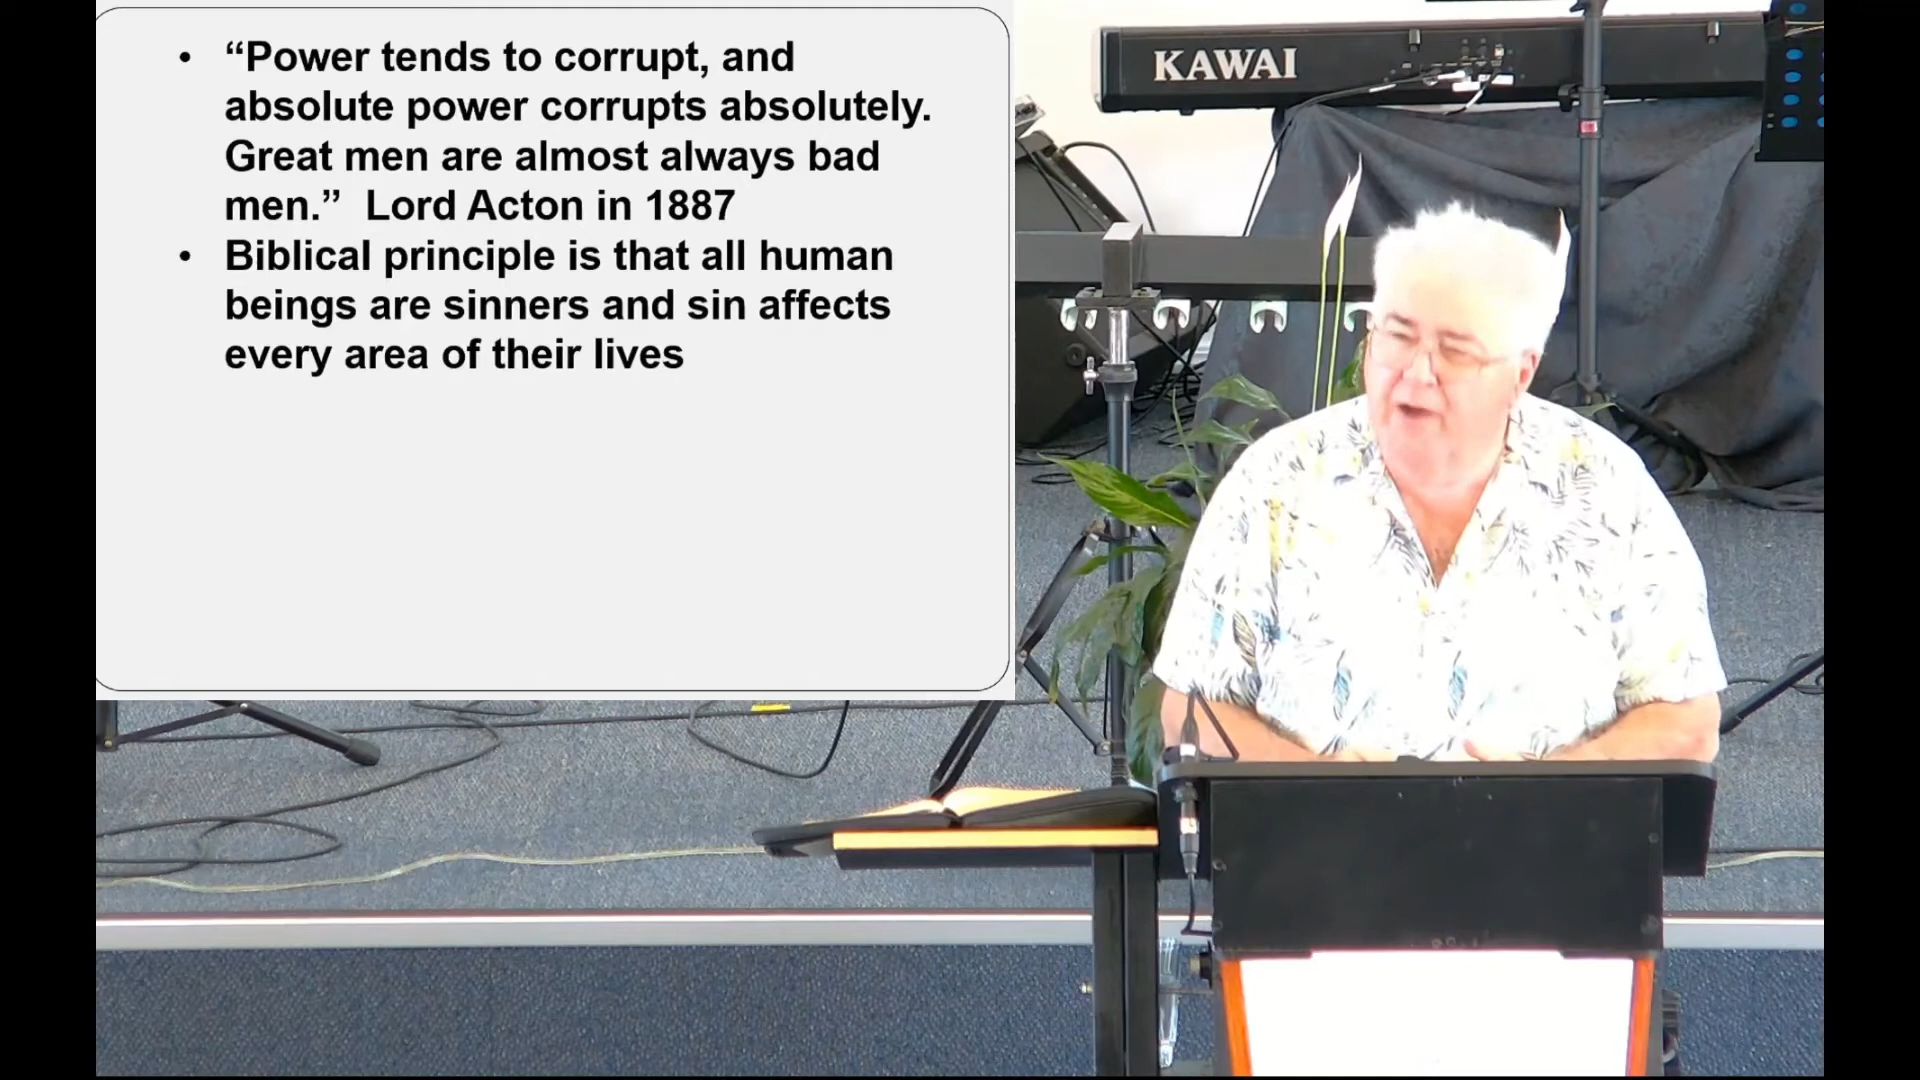 • “Power tends to corrupt, and
absolute power corrupts absolutely.
Great men are almost always bad
men.”  Lord Acton in 1887
• Biblical principle is that all human
beings are sinners and sin affects
every area of their lives
KAWAI